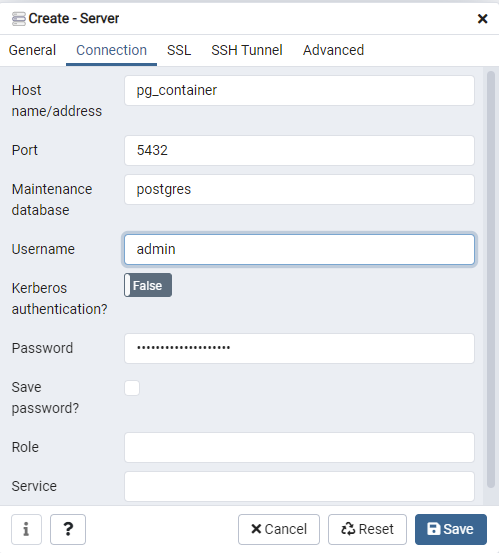 Create - Server
General Connection SSL SSH Tunnel Advanced
Host name/address pg_container
Port 5432
Maintenance database postgres
Username admin
Kerberos authentication? False
Password ••••••••••••••••••••
Save password?
Role
Service
i ? Cancel Reset Save